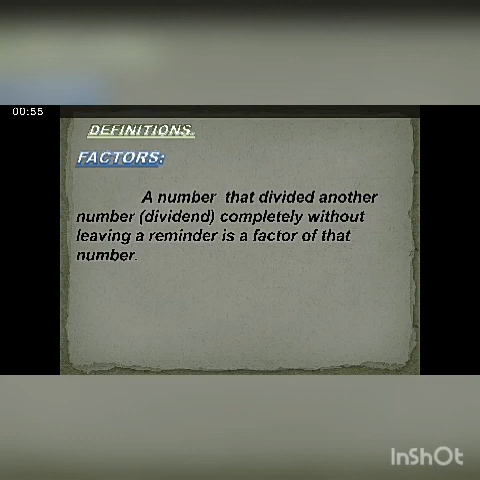 00:55
DEFINITIONS.
FACTORS:
A number that divided another
number (dividend) completely without
leaving a reminder is a factor of that
number.
InShOt